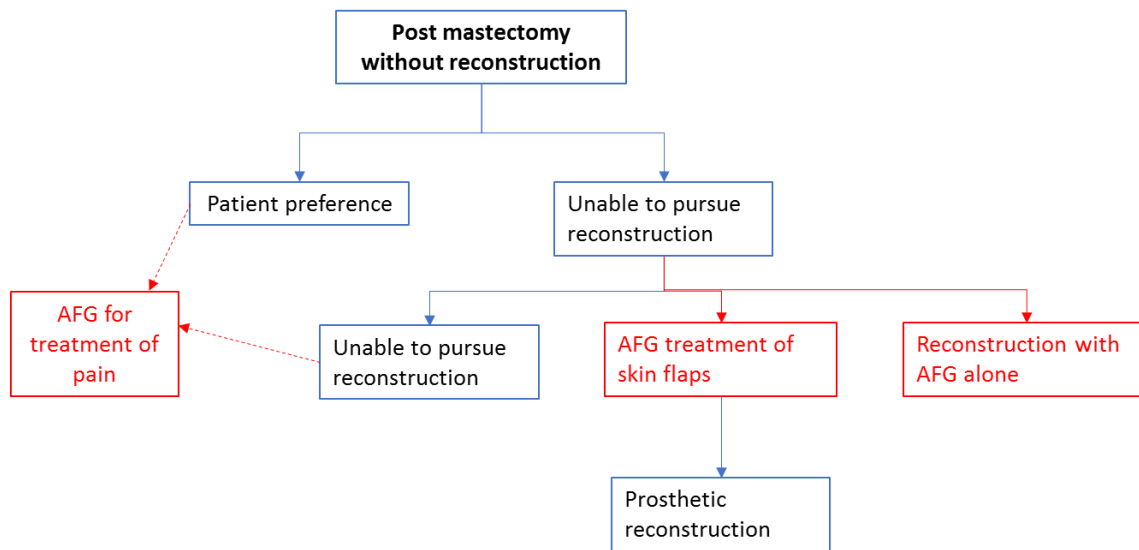 Post mastectomy
without reconstruction
Patient preference
Unable to pursue
reconstruction
AFG for
treatment of
pain
Unable to pursue
reconstruction
AFG treatment of
skin flaps
Reconstruction with
AFG alone
Prosthetic
reconstruction